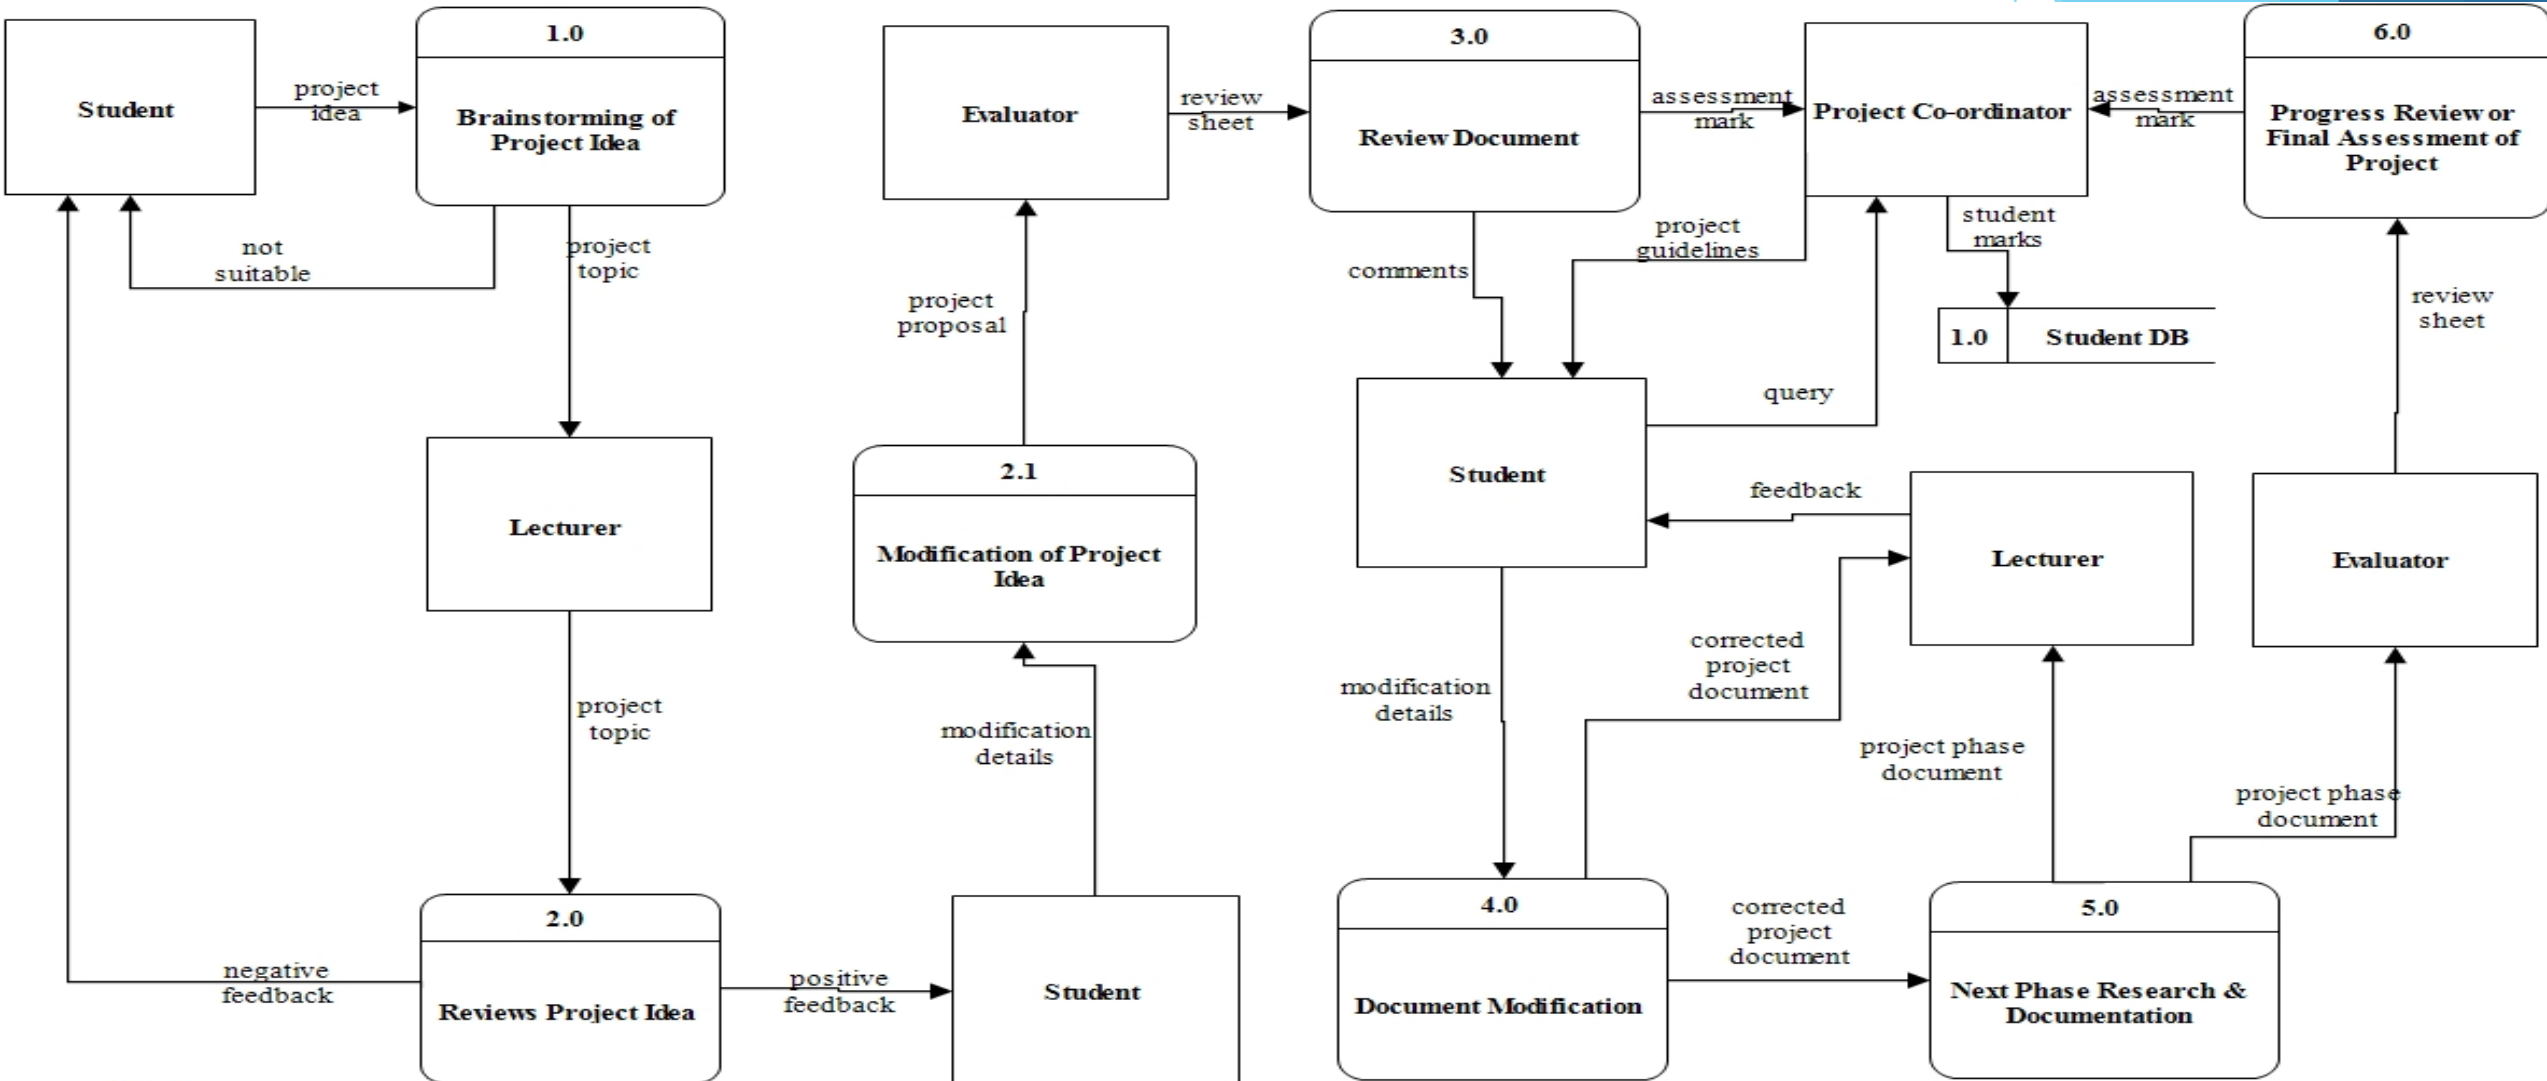 1.0
Student
project
idea
Brainstorming of
Project Idea
not
suitable
project
topic
Lecturer
project
topic
2.0
Reviews Project Idea
negative
feedback
positive
feedback
Student
modification
details
2.1
Modification of Project
Idea
project
proposal
Evaluator
review
sheet
3.0
Review Document
assessment
mark
Project Co-ordinator
assessment
mark
6.0
Progress Review or
Final Assessment of
Project
comments
project
guidelines
student
marks
1.0
Student DB
query
Student
feedback
Lecturer
review
sheet
Evaluator
modification
details
corrected
project
document
project phase
document
project phase
document
4.0
Document Modification
corrected
project
document
5.0
Next Phase Research &
Documentation